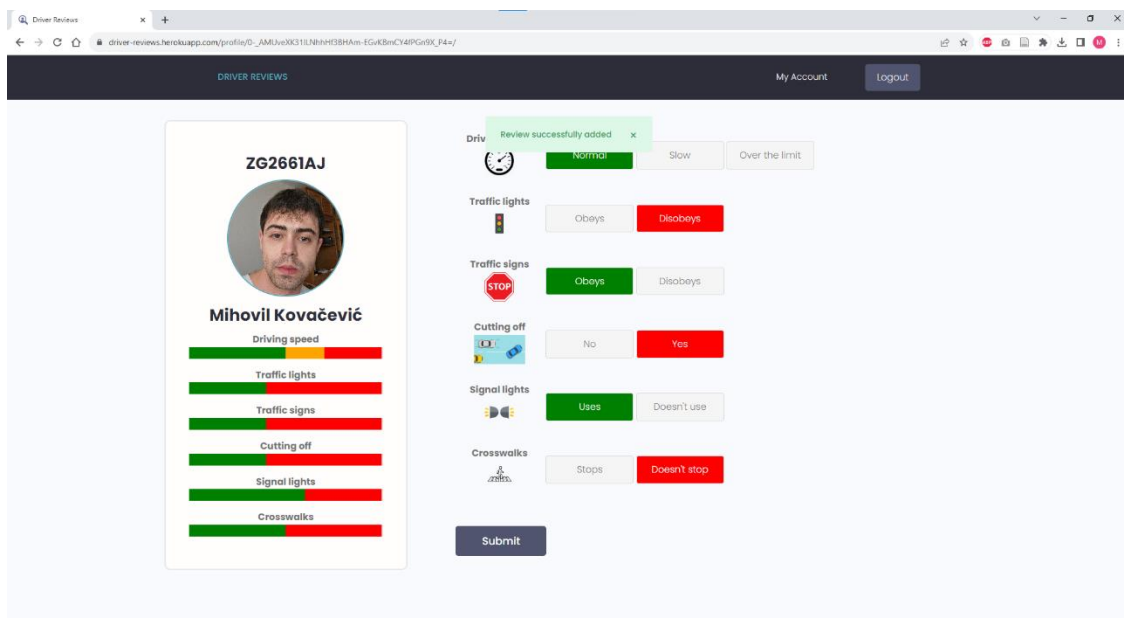 Driver Reviews
driver-reviews.herokuapp.com/profile/
DRIVER REVIEWS
My Account
Logout
Review successfully added x
ZG2661AJ
Mihovil Kovačević
Driving speed
Traffic lights
Traffic signs
Cutting off
Signal lights
Crosswalks
Driv
Normal Slow Over the limit
Traffic lights
Obeys Disobeys
Traffic signs
STOP
Obeys Disobeys
Cutting off
No Yes
Signal lights
Uses Doesn't use
Crosswalks
Stops Doesn't stop
Submit